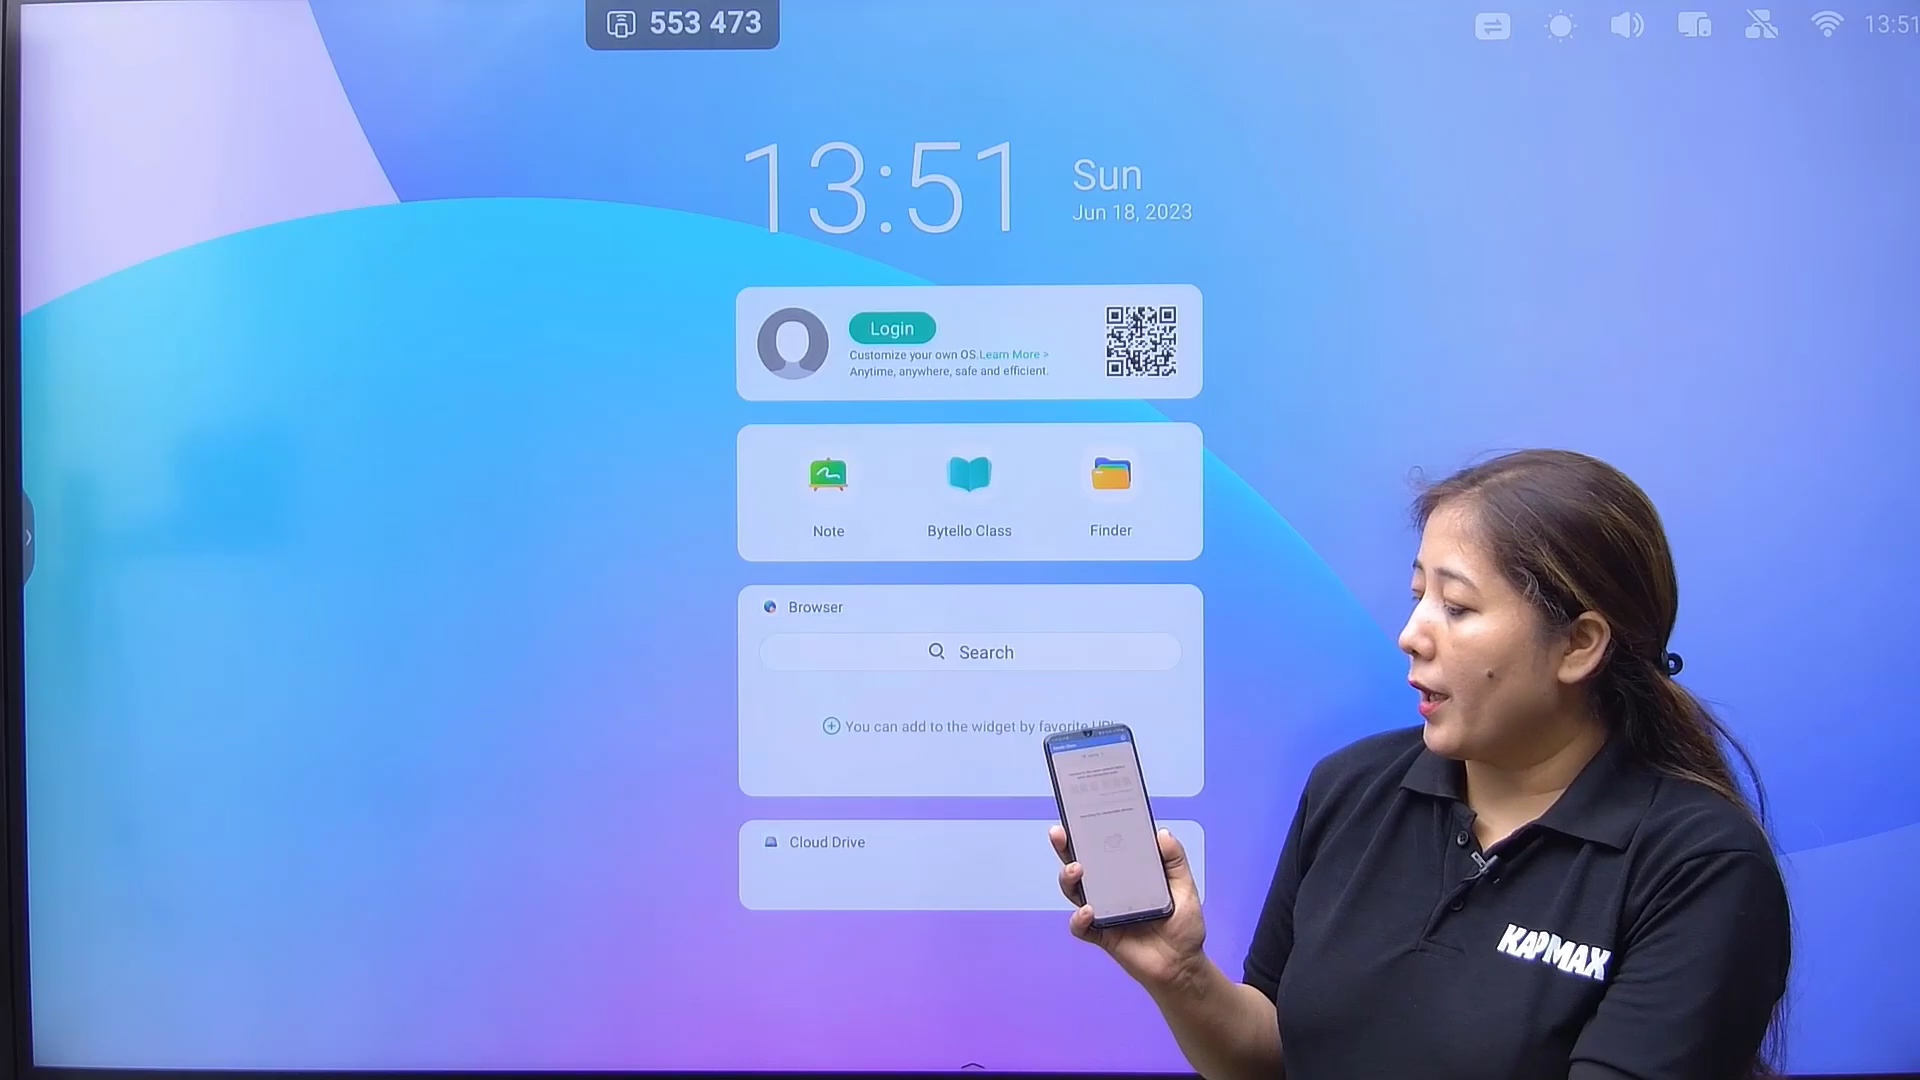 553 473
13:51
13:51
Sun
Jun 18, 2023
Login
Customize your own OS.Learn More >
Anytime, anywhere, safe and efficient.
Note
Bytello Class
Finder
Browser
Search
You can add to the widget by favorite
Cloud Drive
KAPMAX